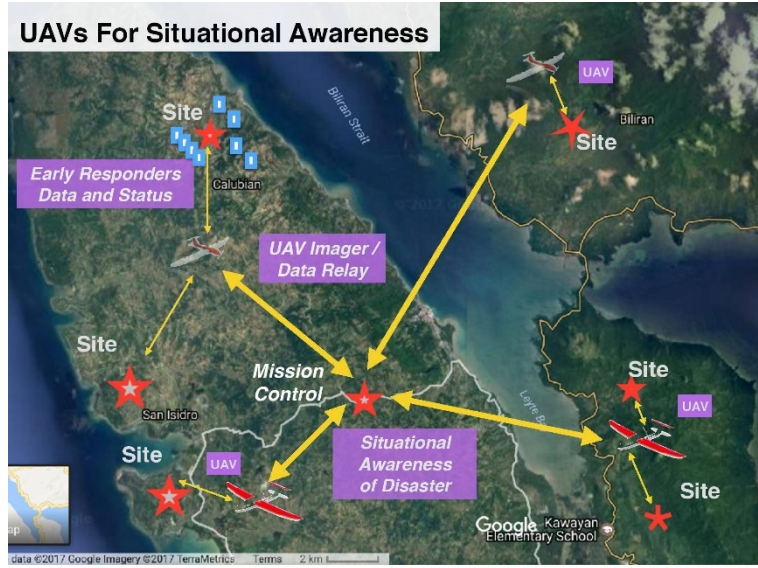 UAVs For Situational Awareness
Biliran Strait
UAV
Site
Biliran
Site
Early Responders
Data and Status
Calubian
© 2017
UAV Imager /
Data Relay
Site
Mission
Control
San Isidro
Site
UAV
Leyte
Site
UAV
Situational
Awareness
of Disaster
Site
Google
Kawayan
Elementary School
ap
data ©2017 Google Imagery ©2017 TerraMetrics Terms 2 km